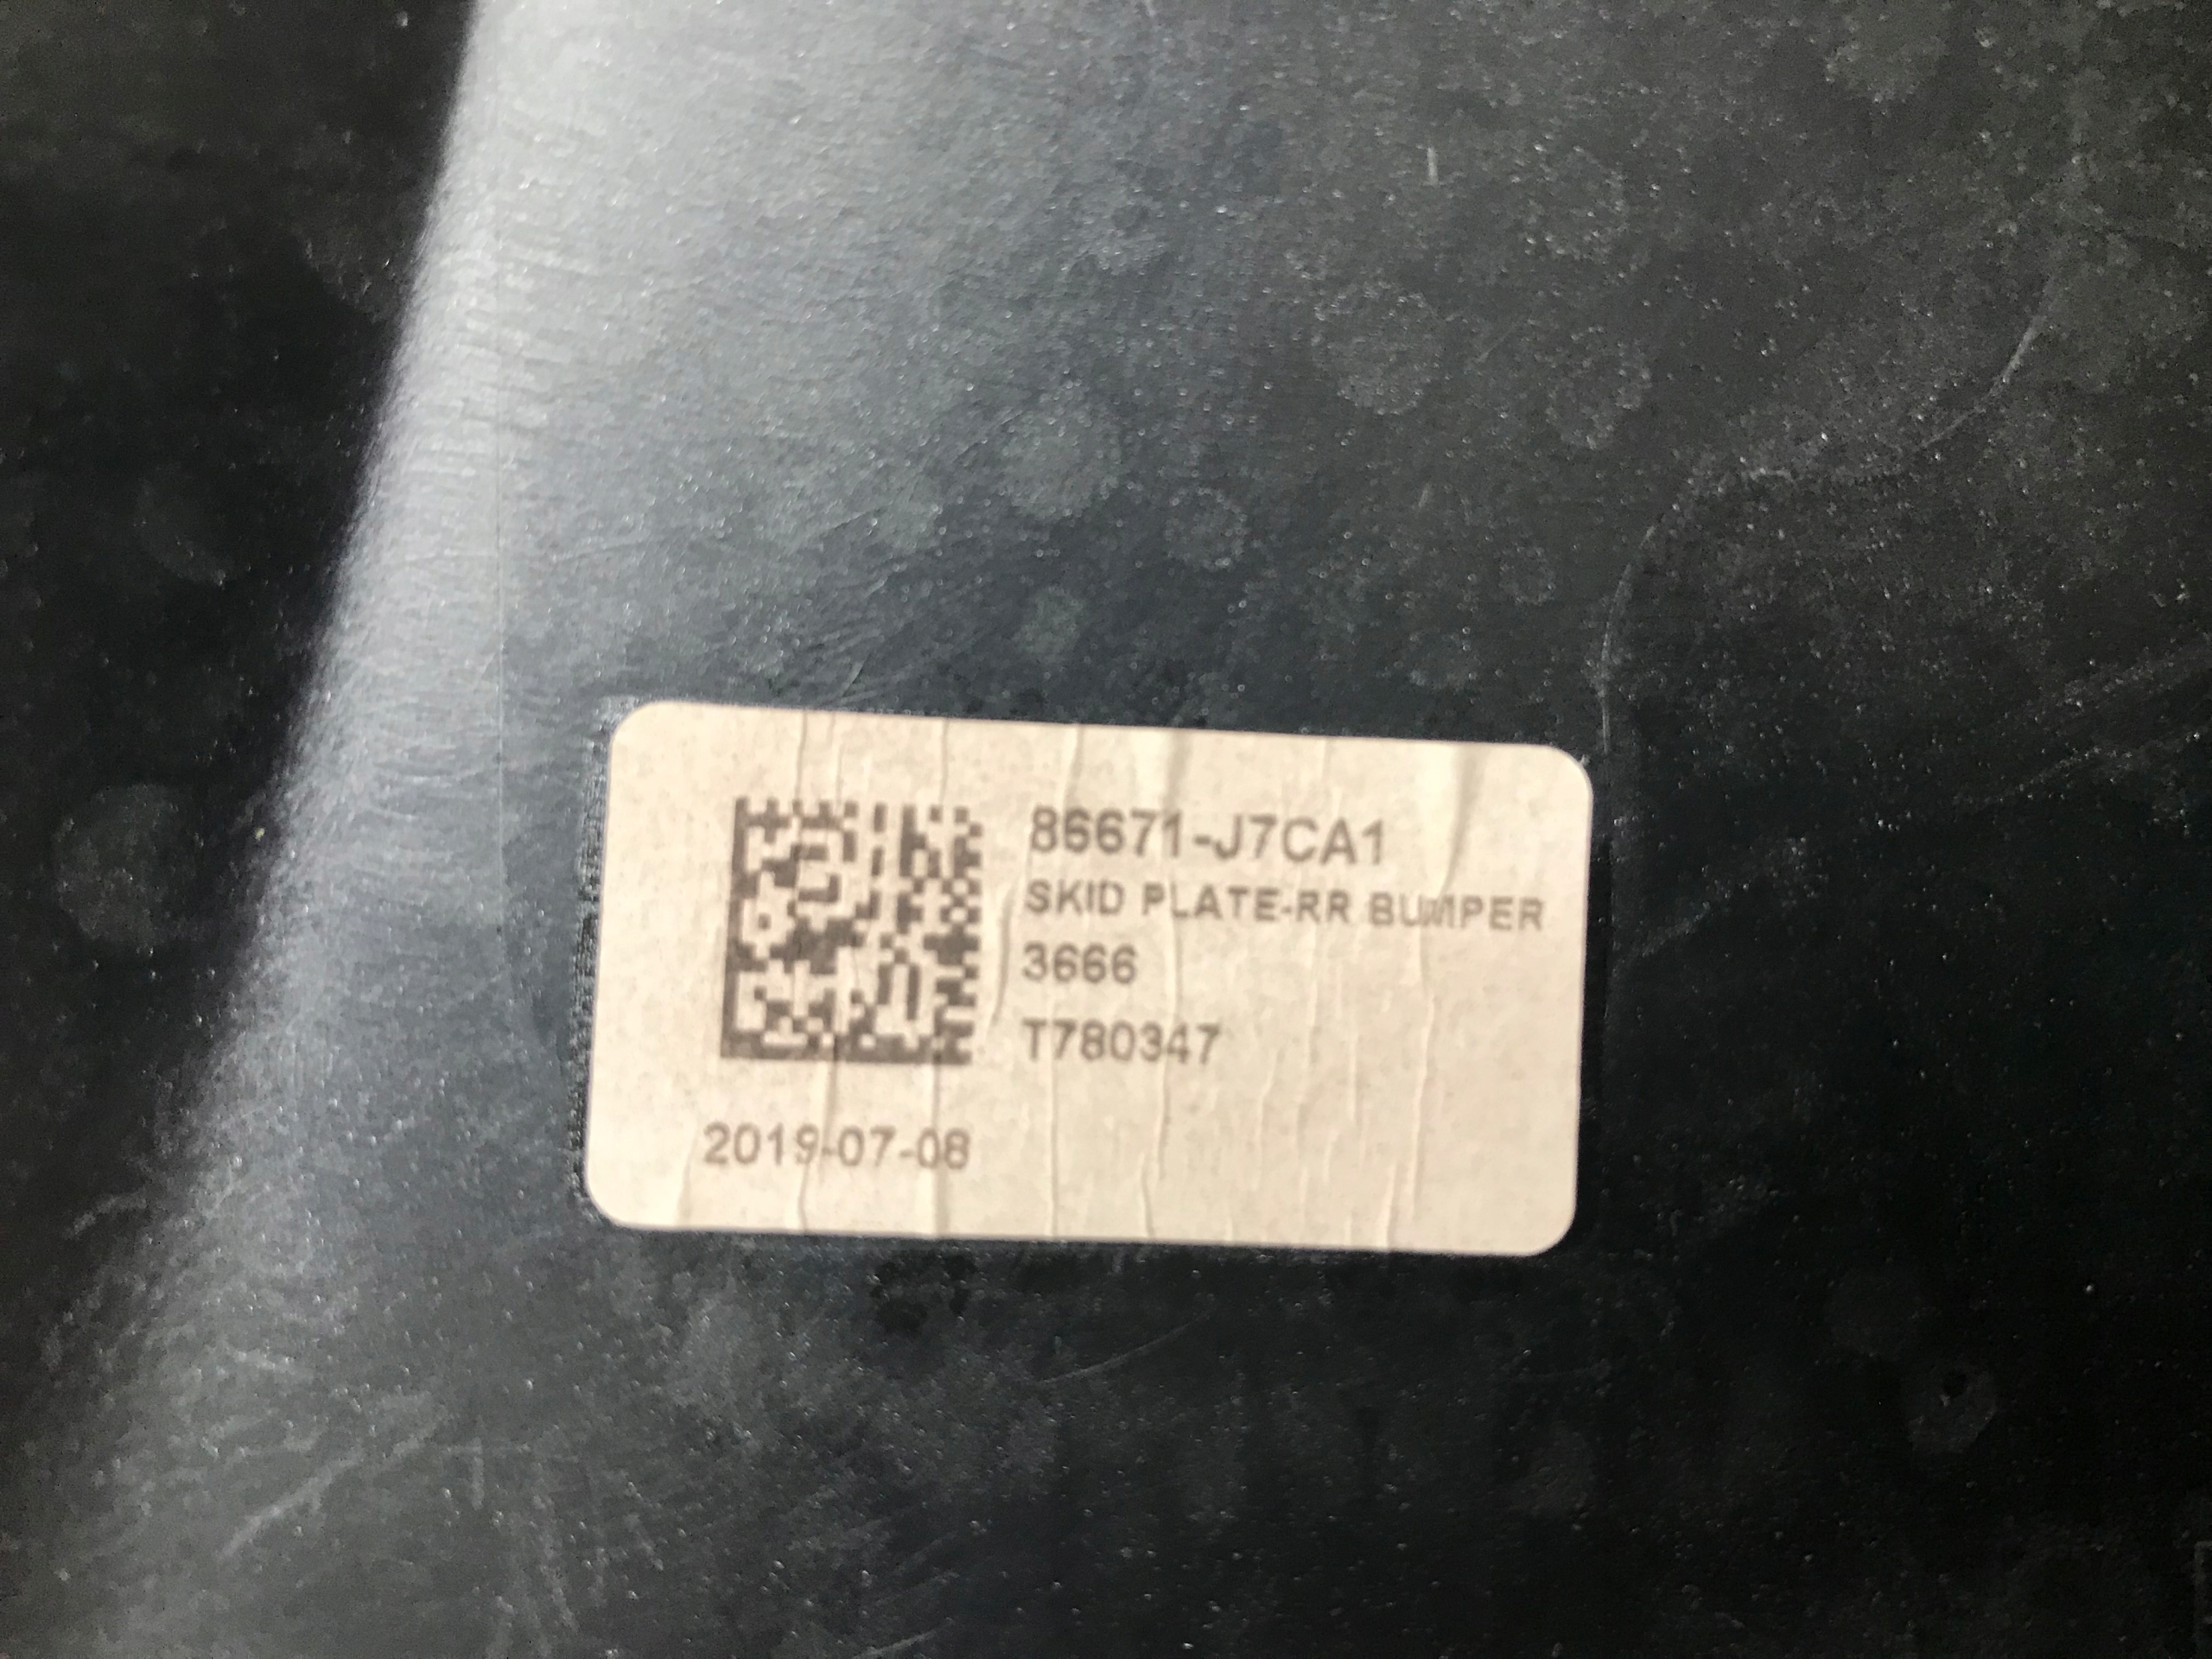 86671-J7CA1
SKID PLATE-RR BUMPER
3666
T780347
2019-07-08